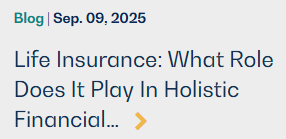 Blog | Sep. 09, 2025
Life Insurance: What Role
Does It Play In Holistic
Financial...